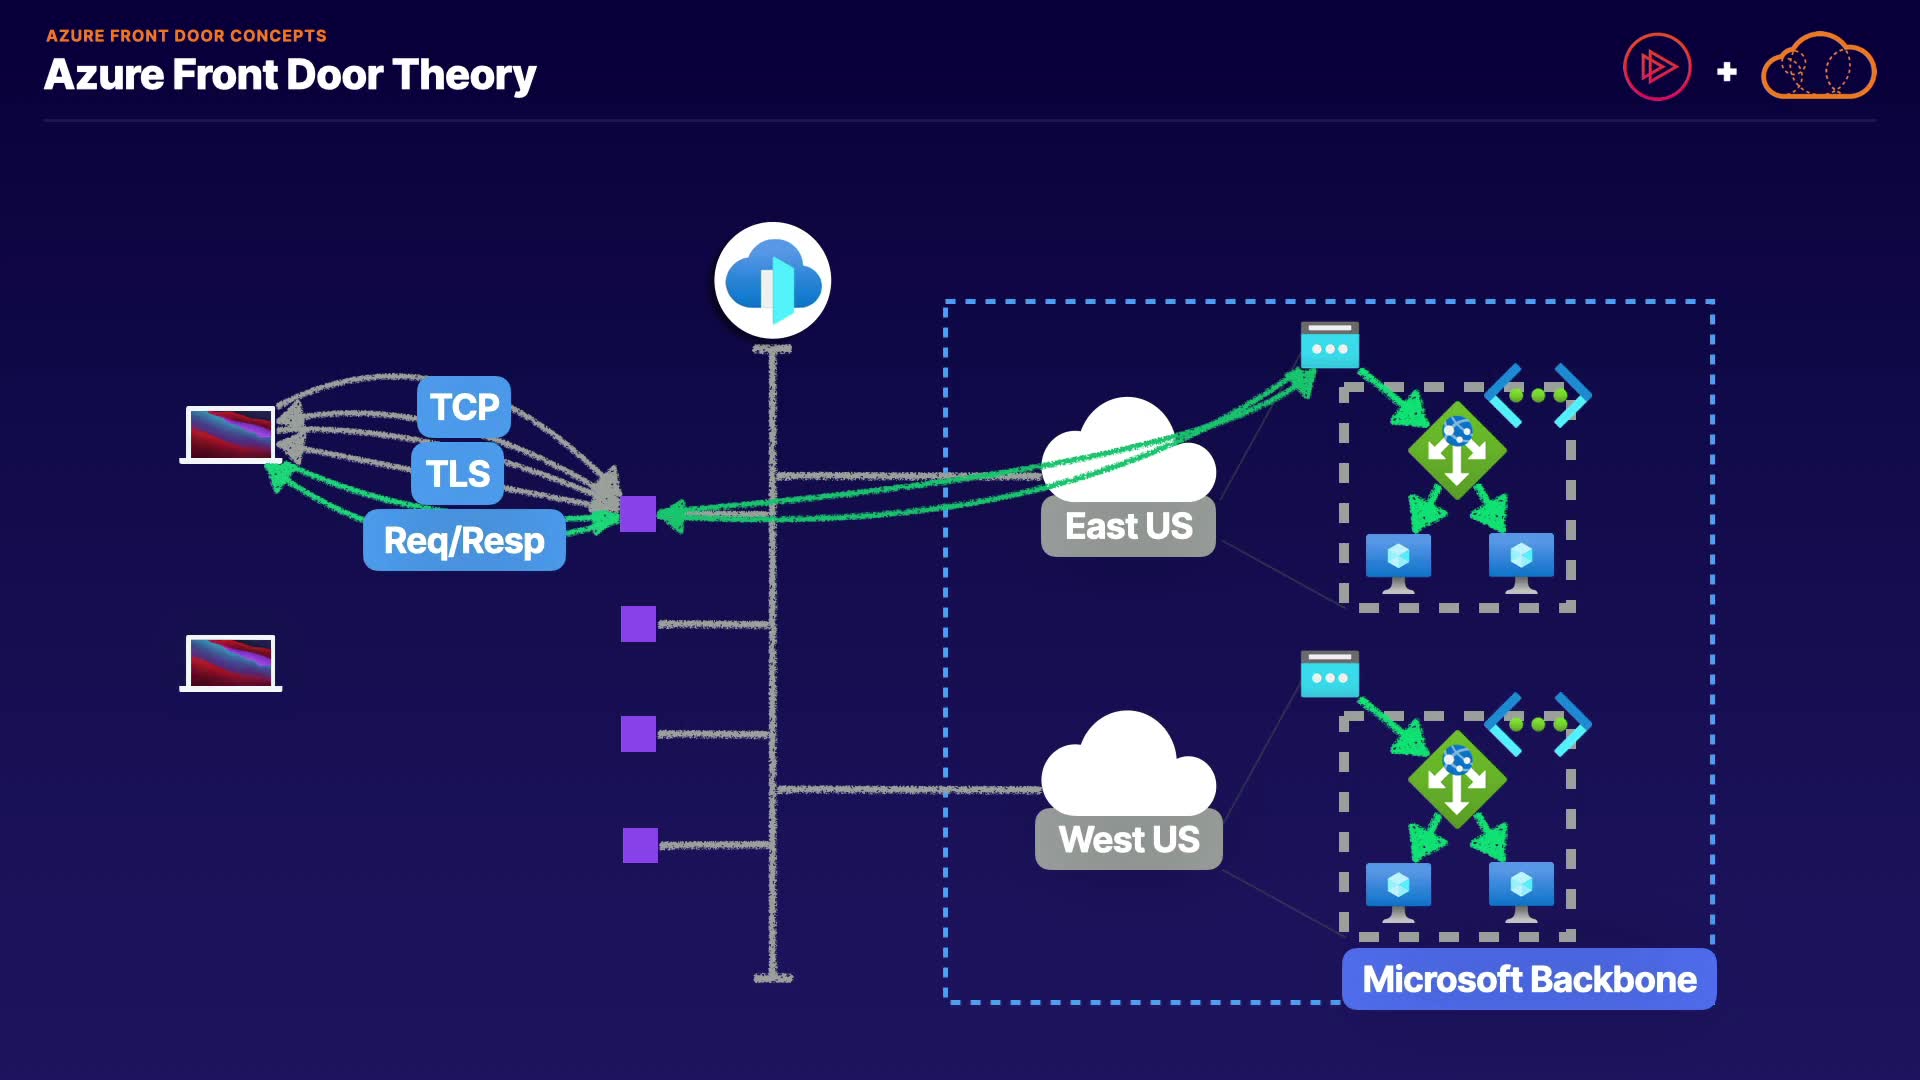 AZURE FRONT DOOR CONCEPTS
Azure Front Door Theory
TCP
TLS
Req/Resp
East US
West US
Microsoft Backbone